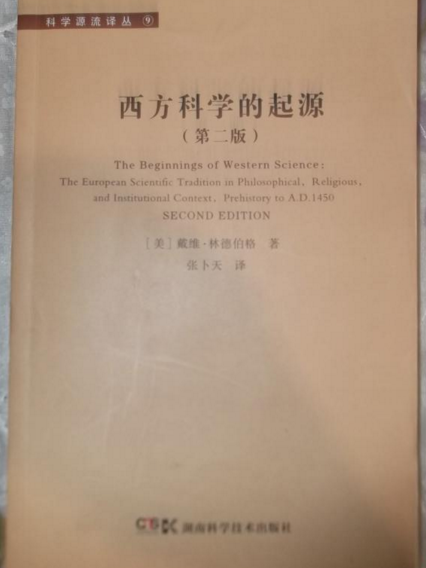 科学源流译丛 ⑨
西方科学的起源
（第二版）
The Beginnings of Western Science:
The European Scientific Tradition in Philosophical, Religious,
and Institutional Context, Prehistory to A.D. 1450
SECOND EDITION
［美］戴维·林德伯格 著
张卜天 译
湖南科学技术出版社